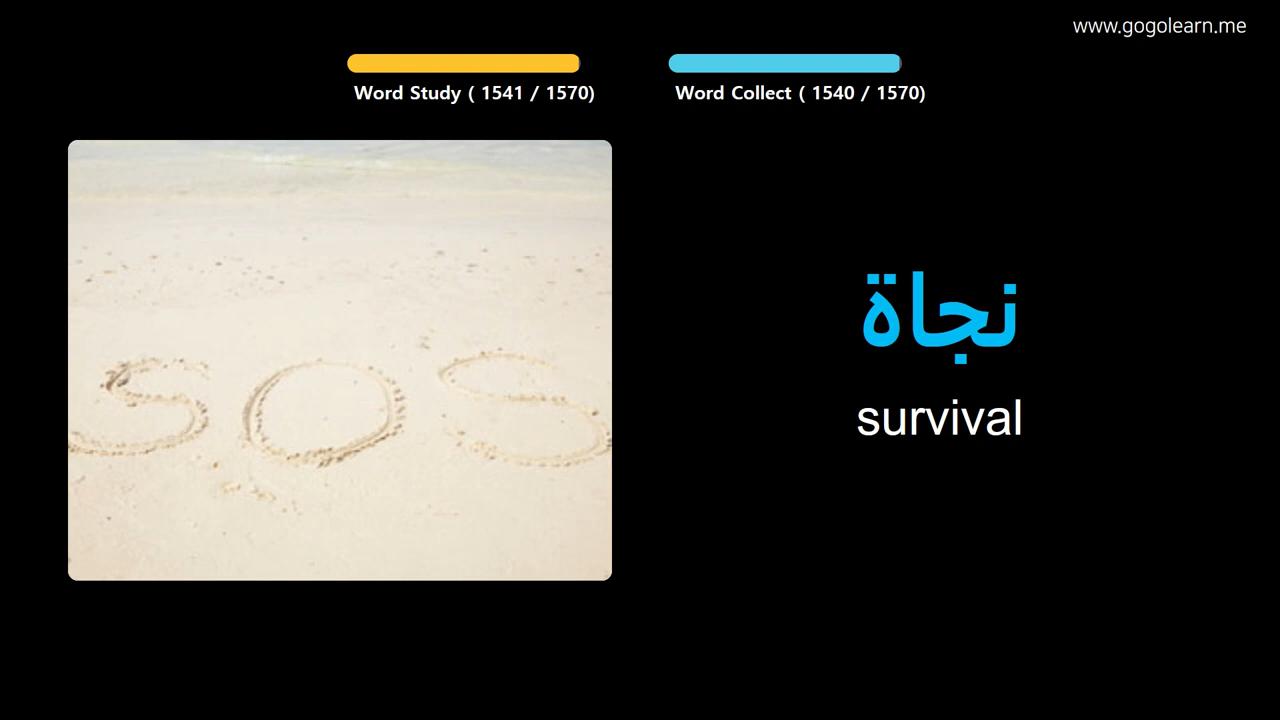 www.gogolearn.me
Word Study ( 1541 / 1570)
Word Collect ( 1540 / 1570)
SOS
نجاة
survival